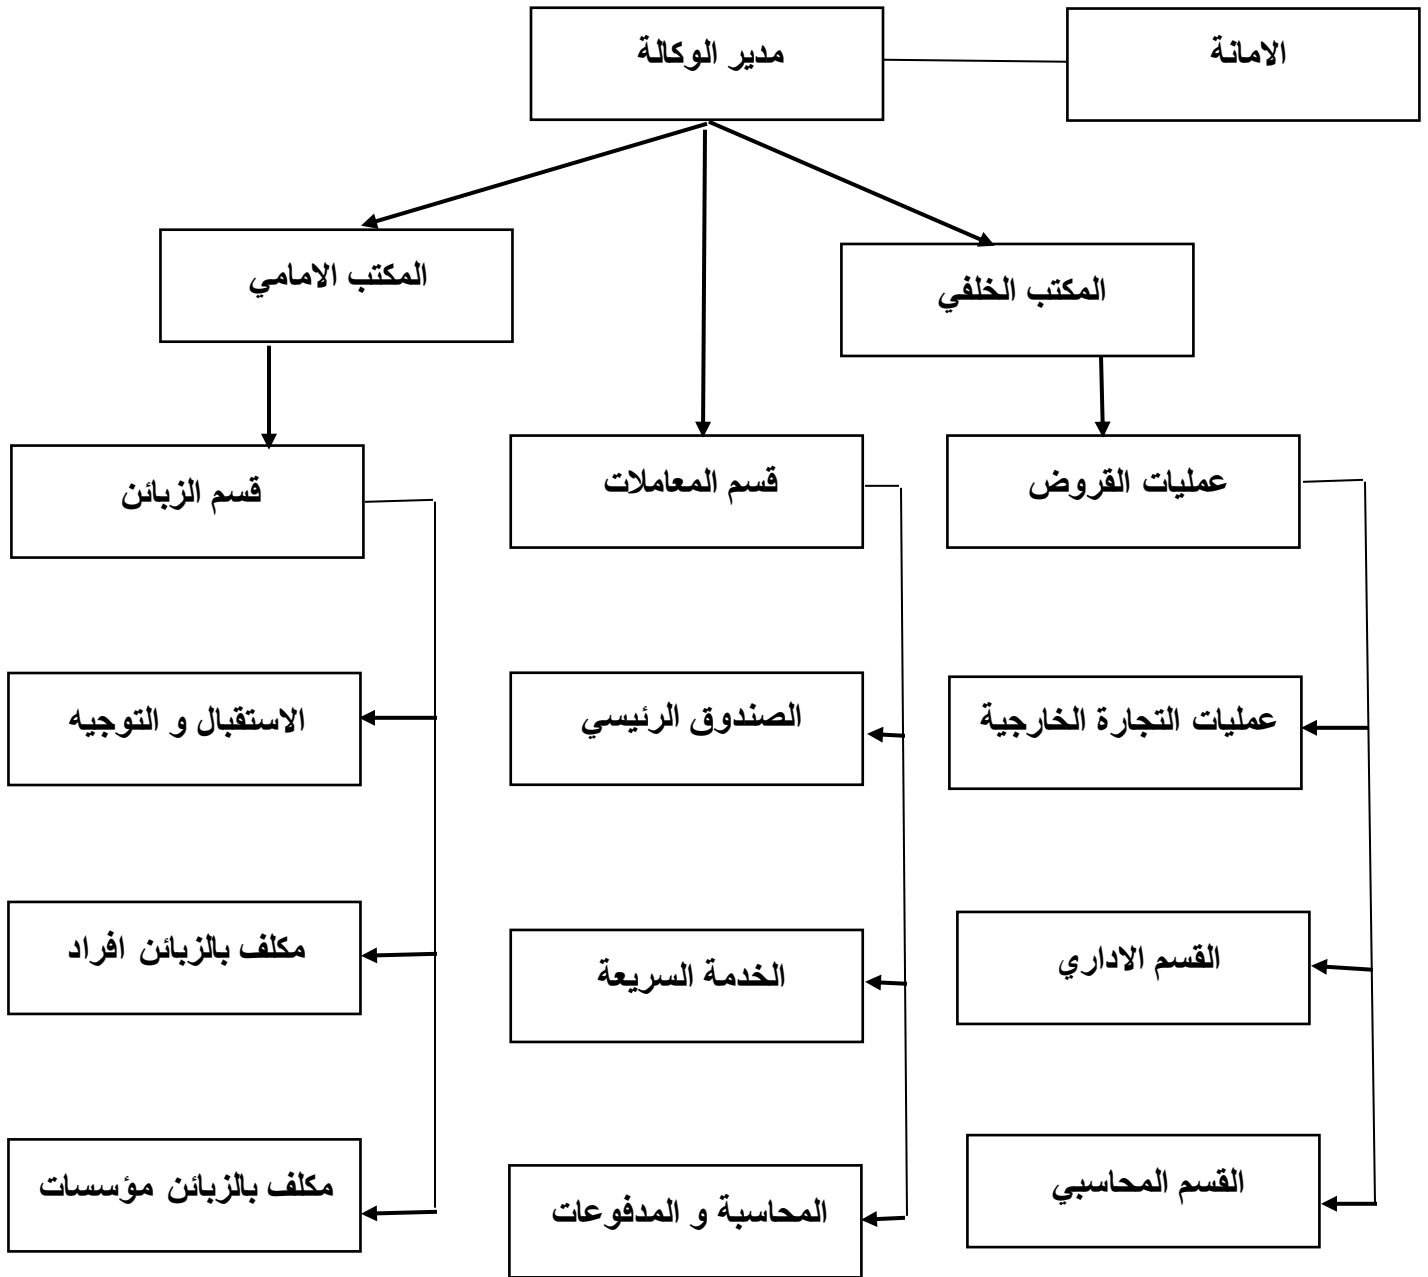 الامانة
مدير الوكالة
المكتب الخلفي
المكتب الامامي
عمليات القروض
قسم المعاملات
قسم الزبائن
عمليات التجارة الخارجية
الصندوق الرئيسي
الاستقبال و التوجيه
القسم الاداري
الخدمة السريعة
مكلف بالزبائن افراد
القسم المحاسبي
المحاسبة و المدفوعات
مكلف بالزبائن مؤسسات